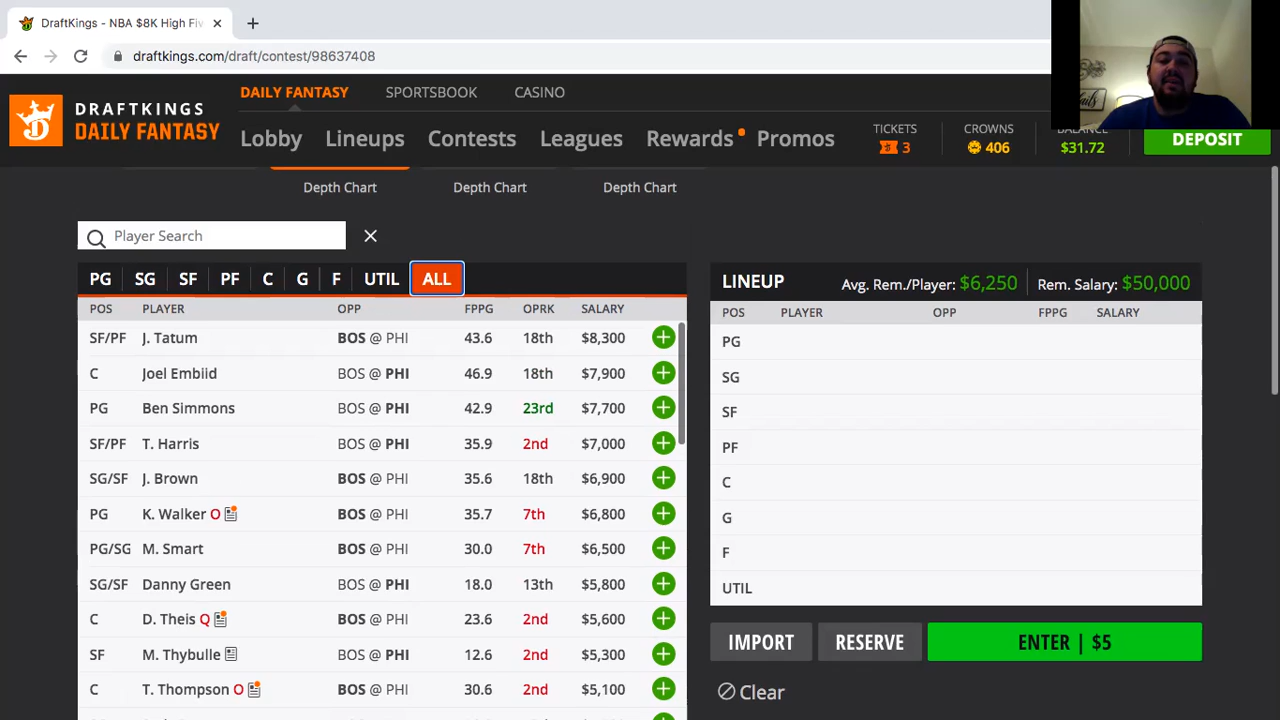 DraftKings - NBA $8K High Fiv
draftkings.com/draft/contest/98637408
DRAFTKINGS
DAILY FANTASY
DAILY FANTASY SPORTSBOOK CASINO
Lobby Lineups Contests Leagues Rewards Promos
TICKETS 3
CROWNS 406
BALANCE $31.72
DEPOSIT
Depth Chart Depth Chart Depth Chart
Player Search
PG SG SF PF C G F UTIL ALL
POS PLAYER OPP FPPG OPRK SALARY
SF/PF J. Tatum BOS @ PHI 43.6 18th $8,300
C Joel Embiid BOS @ PHI 46.9 18th $7,900
PG Ben Simmons BOS @ PHI 42.9 23rd $7,700
SF/PF T. Harris BOS @ PHI 35.9 2nd $7,000
SG/SF J. Brown BOS @ PHI 35.6 18th $6,900
PG K. Walker O BOS @ PHI 35.7 7th $6,800
PG/SG M. Smart BOS @ PHI 30.0 7th $6,500
SG/SF Danny Green BOS @ PHI 18.0 13th $5,800
C D. Theis Q BOS @ PHI 23.6 2nd $5,600
SF M. Thybulle BOS @ PHI 12.6 2nd $5,300
C T. Thompson O BOS @ PHI 30.6 2nd $5,100
LINEUP Avg. Rem./Player: $6,250 Rem. Salary: $50,000
POS PLAYER OPP FPPG SALARY
PG
SG
SF
PF
C
G
F
UTIL
IMPORT RESERVE ENTER | $5
Clear